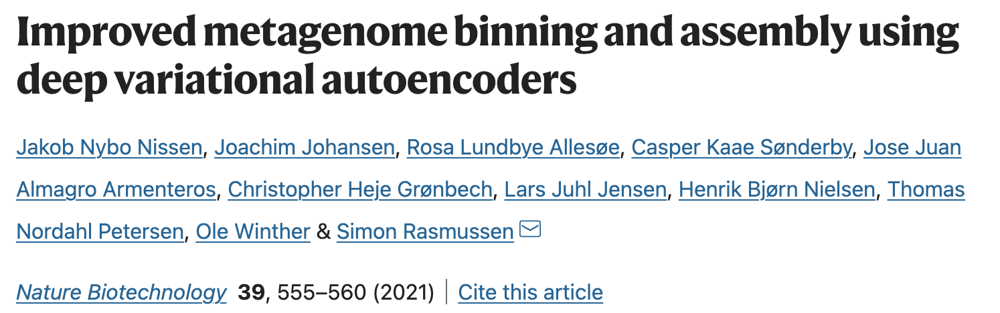 Improved metagenome binning and assembly using
deep variational autoencoders
Jakob Nybo Nissen, Joachim Johansen, Rosa Lundbye Allesøe, Casper Kaae Sønderby, Jose Juan
Almagro Armenteros, Christopher Heje Grønbech, Lars Juhl Jensen, Henrik Bjørn Nielsen, Thomas
Nordahl Petersen, Ole Winther & Simon Rasmussen
Nature Biotechnology 39, 555–560 (2021) | Cite this article